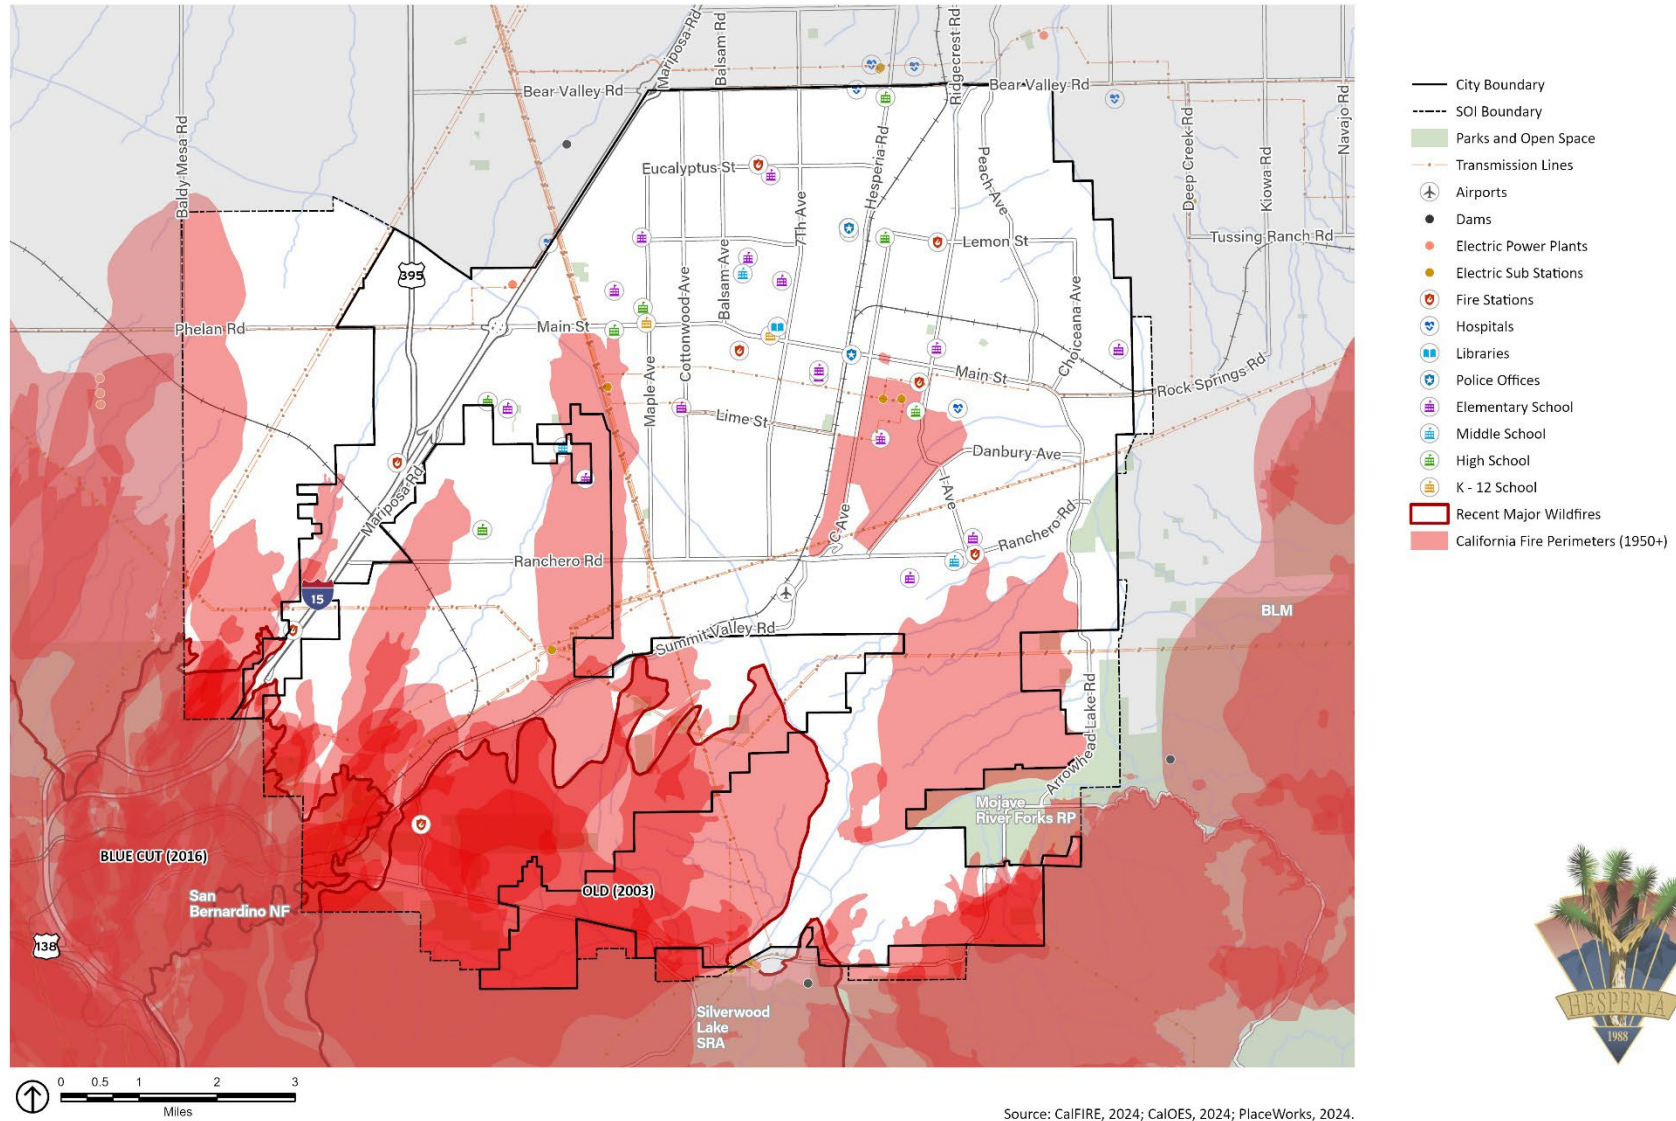 Mariposa Rd
Balsam Rd
Ridgecrest Rd
Bear Valley Rd
Bear Valley Rd
Baldy Mesa Rd
Deep Creek Rd
Kiowa Rd
Navajo Rd
Hesperia Rd
Peach Ave
Eucalyptus St
7Th Ave
Lemon St
Tussing Ranch Rd
395
Balsam Ave
Cottonwood Ave
Choiceana Ave
Phelan Rd
Main St
Maple Ave
Main St
Rock Springs Rd
Lime St
Danbury Ave
Mariposa Rd
I Ave
C Ave
Ranchero Rd
Ranchero Rd
15
BLM
Summit Valley Rd
Arrowhead Lake Rd
Mojave
River Forks RP
BLUE CUT (2016)
OLD (2003)
San
Bernardino NF
138
Silverwood
Lake
SRA
City Boundary
SOI Boundary
Parks and Open Space
Transmission Lines
Airports
Dams
Electric Power Plants
Electric Sub Stations
Fire Stations
Hospitals
Libraries
Police Offices
Elementary School
Middle School
High School
K - 12 School
Recent Major Wildfires
California Fire Perimeters (1950+)
HESPERIA
1988
0 0.5 1 2 3
Miles
Source: CalFIRE, 2024; CalOES, 2024; PlaceWorks, 2024.